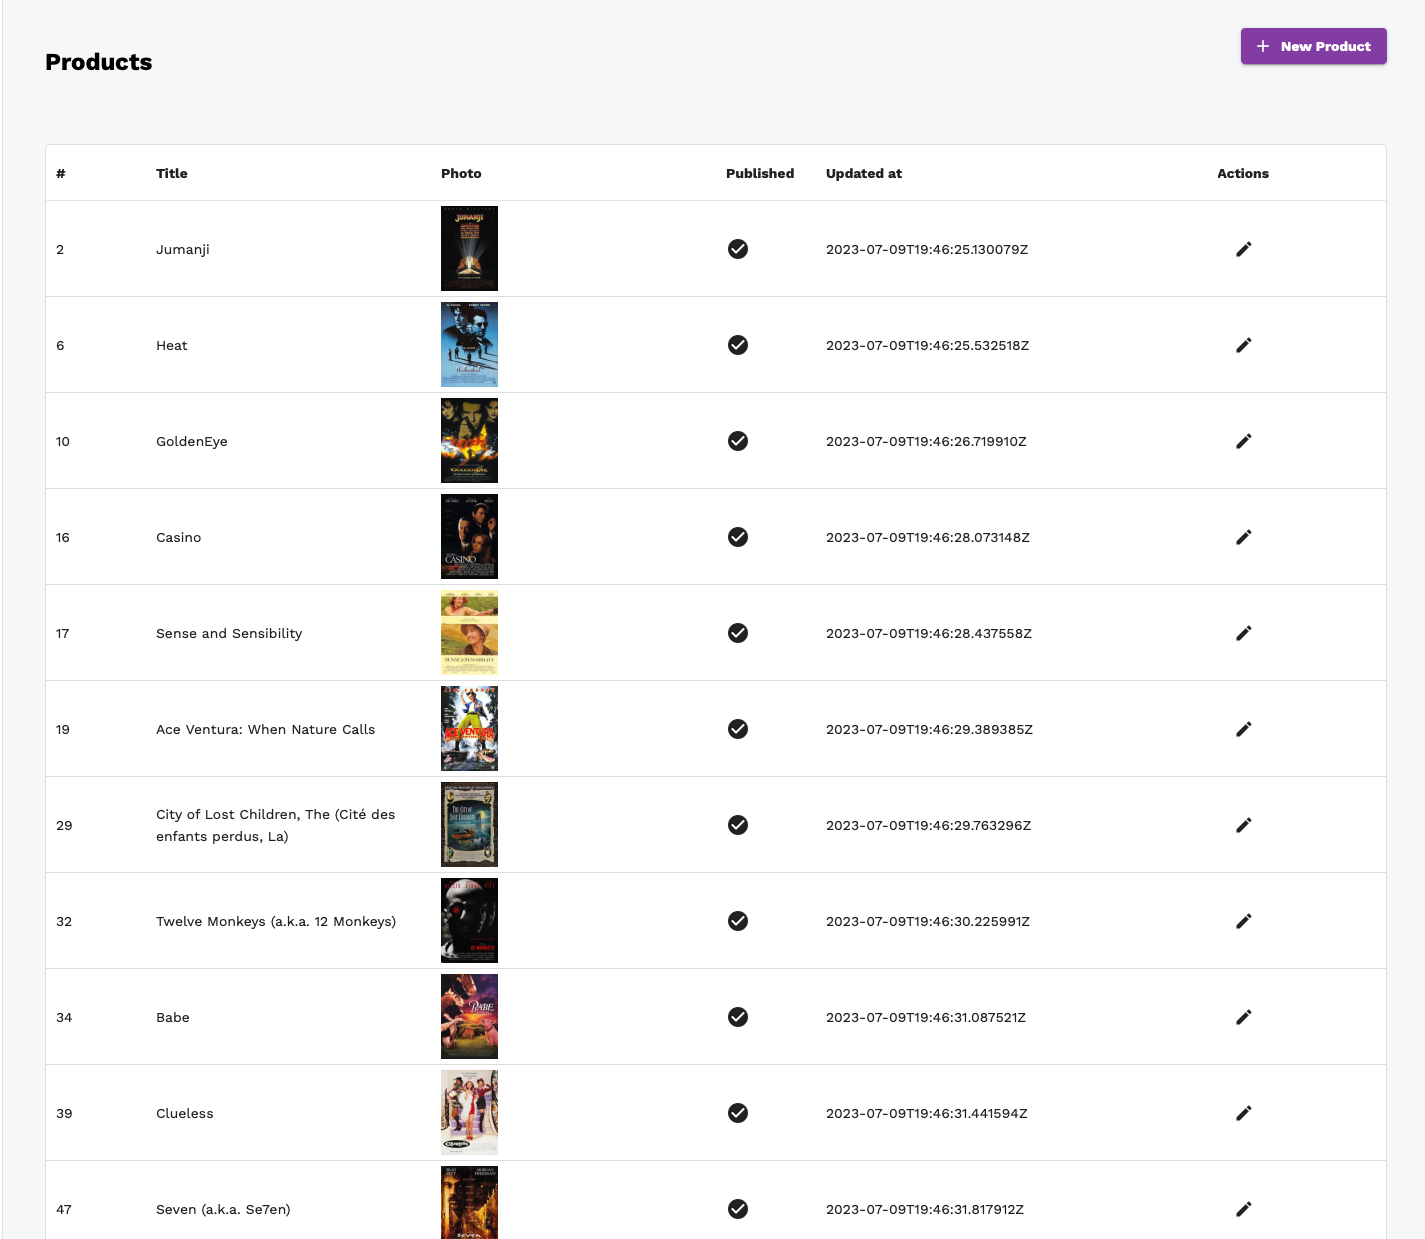 Products
New Product
# Title Photo Published Updated at Actions
2 Jumanji JUMANJI 2023-07-09T19:46:25.130079Z
6 Heat 2023-07-09T19:46:25.532518Z
10 GoldenEye GOLDENEYE 2023-07-09T19:46:26.719910Z
16 Casino CASINO 2023-07-09T19:46:28.073148Z
17 Sense and Sensibility SENSE AND SENSIBILITY 2023-07-09T19:46:28.437558Z
19 Ace Ventura: When Nature Calls ACE VENTURA 2023-07-09T19:46:29.389385Z
City of Lost Children, The (Cité des
29 THE CITY OF LOST CHILDREN 2023-07-09T19:46:29.763296Z
enfants perdus, La)
32 Twelve Monkeys (a.k.a. 12 Monkeys) 12 MONKEYS 2023-07-09T19:46:30.225991Z
34 Babe BABE 2023-07-09T19:46:31.087521Z
39 Clueless CLUELESS 2023-07-09T19:46:31.441594Z
BRAD PITT MORGAN FREEMAN
47 Seven (a.k.a. Se7en) SEVEN 2023-07-09T19:46:31.817912Z